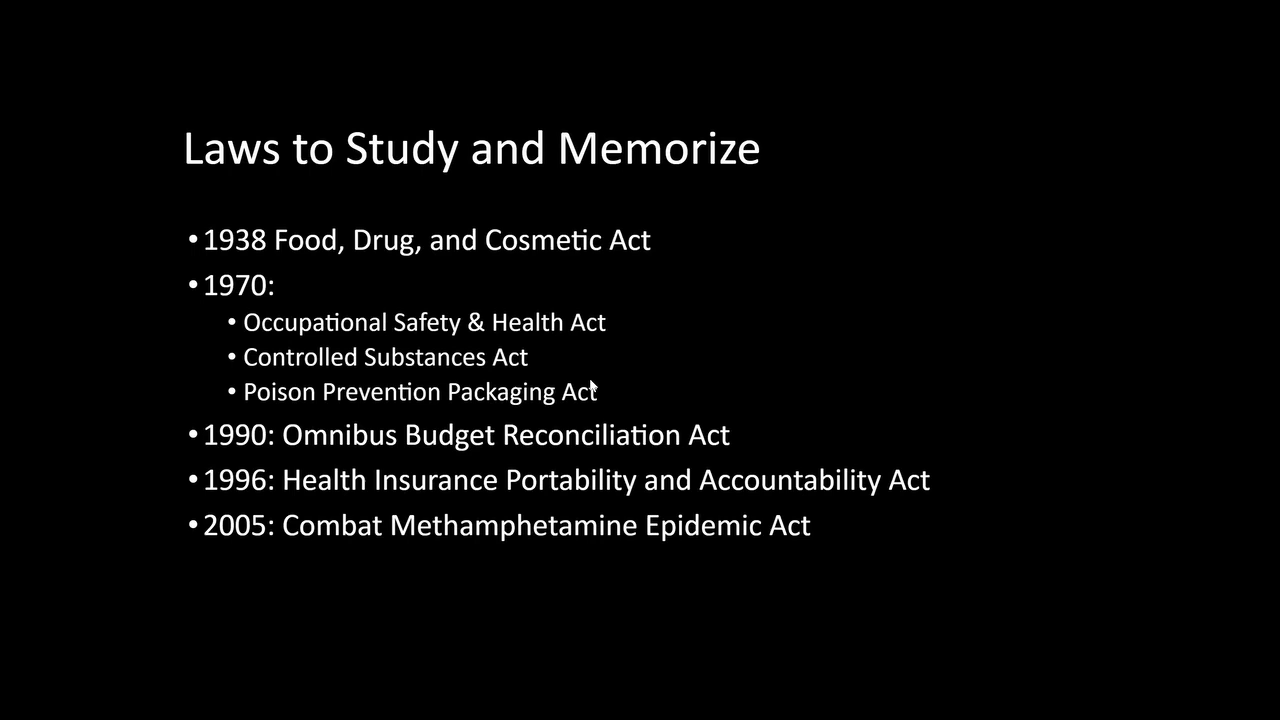 Laws to Study and Memorize
•1938 Food, Drug, and Cosmetic Act
•1970:
• Occupational Safety & Health Act
• Controlled Substances Act
• Poison Prevention Packaging Act
•1990: Omnibus Budget Reconciliation Act
•1996: Health Insurance Portability and Accountability Act
•2005: Combat Methamphetamine Epidemic Act